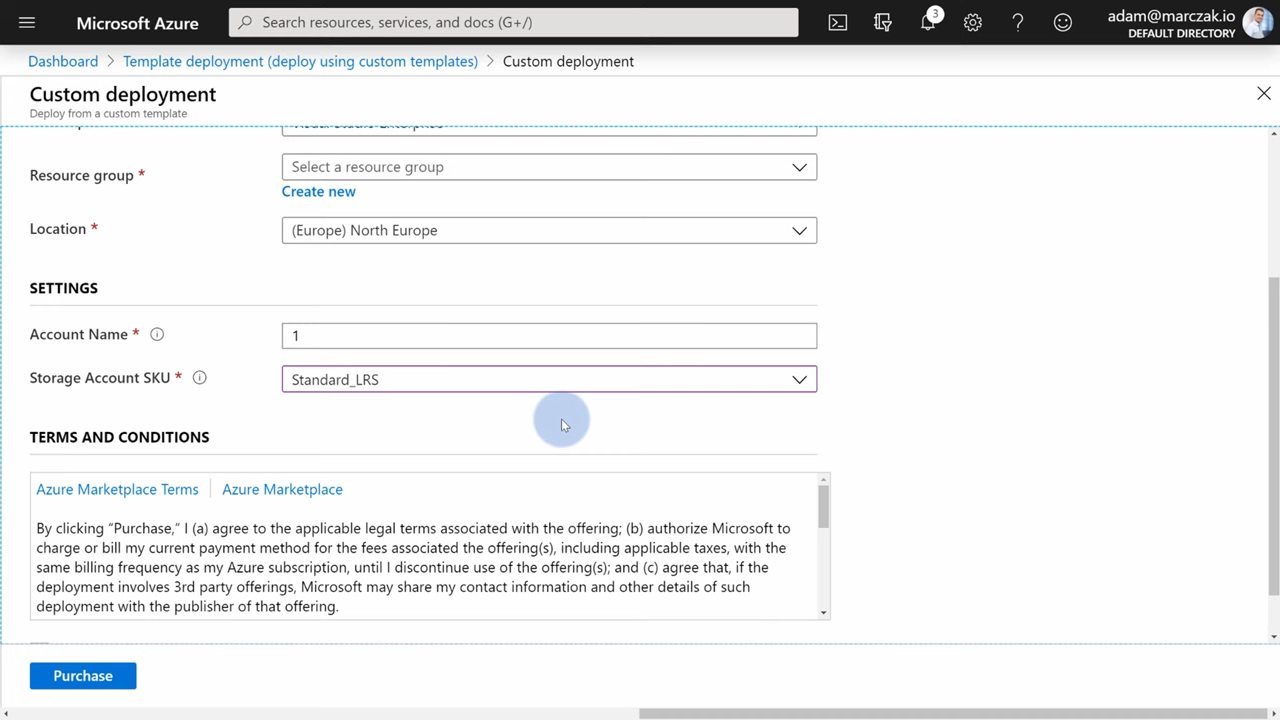 Microsoft Azure
Search resources, services, and docs (G+/)
3
adam@marczak.io
DEFAULT DIRECTORY
Dashboard > Template deployment (deploy using custom templates) > Custom deployment
Custom deployment
Deploy from a custom template
Resource group *
Select a resource group
Create new
Location *
(Europe) North Europe
SETTINGS
Account Name *
1
Storage Account SKU *
Standard_LRS
TERMS AND CONDITIONS
Azure Marketplace Terms | Azure Marketplace
By clicking “Purchase,” I (a) agree to the applicable legal terms associated with the offering; (b) authorize Microsoft to
charge or bill my current payment method for the fees associated the offering(s), including applicable taxes, with the
same billing frequency as my Azure subscription, until I discontinue use of the offering(s); and (c) agree that, if the
deployment involves 3rd party offerings, Microsoft may share my contact information and other details of such
deployment with the publisher of that offering.
Purchase